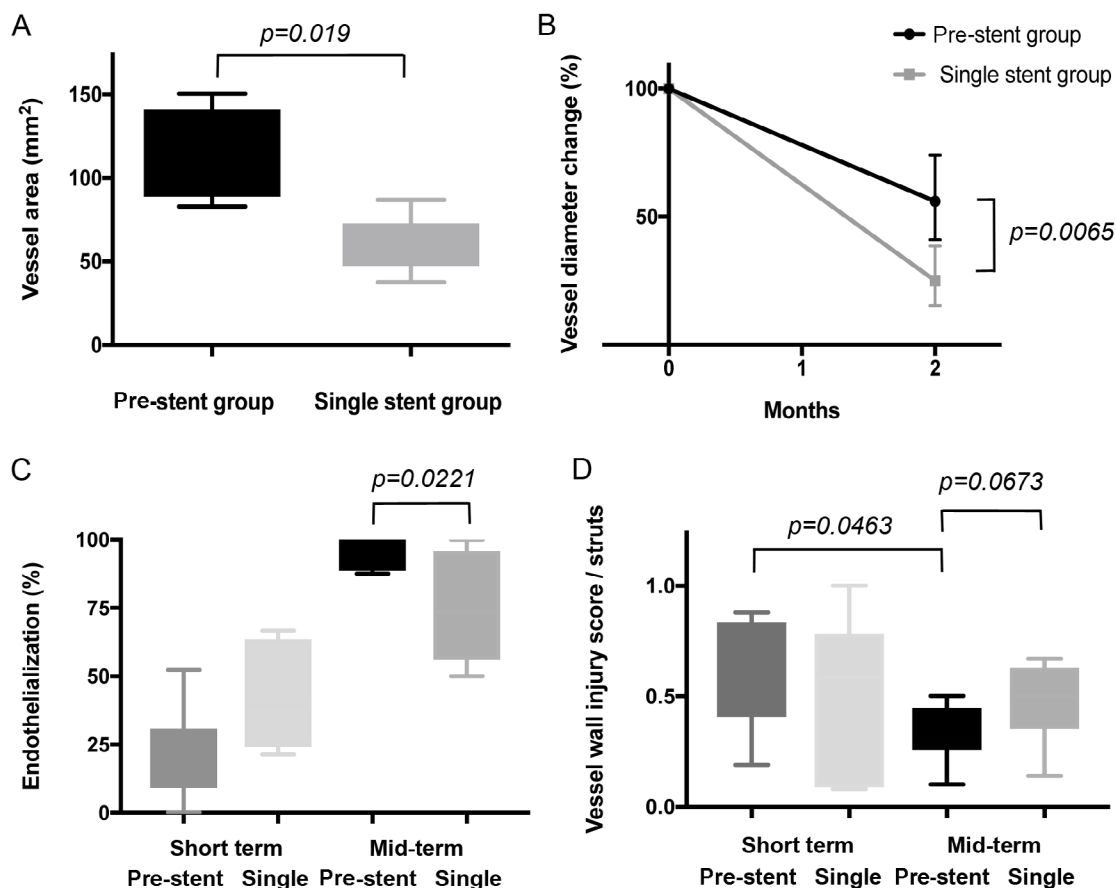 A
p=0.019
Vessel area (mm²)
150
100
50
0
Pre-stent group Single stent group
B
Pre-stent group
Single stent group
Vessel diameter change (%)
100
50
p=0.0065
0 1 2
Months
C
p=0.0221
Endothelialization (%)
100
75
50
25
0
Short term Mid-term
Pre-stent Single Pre-stent Single
D
p=0.0673
p=0.0463
Vessel wall injury score / struts
1.0
0.5
0.0
Short term Mid-term
Pre-stent Single Pre-stent Single